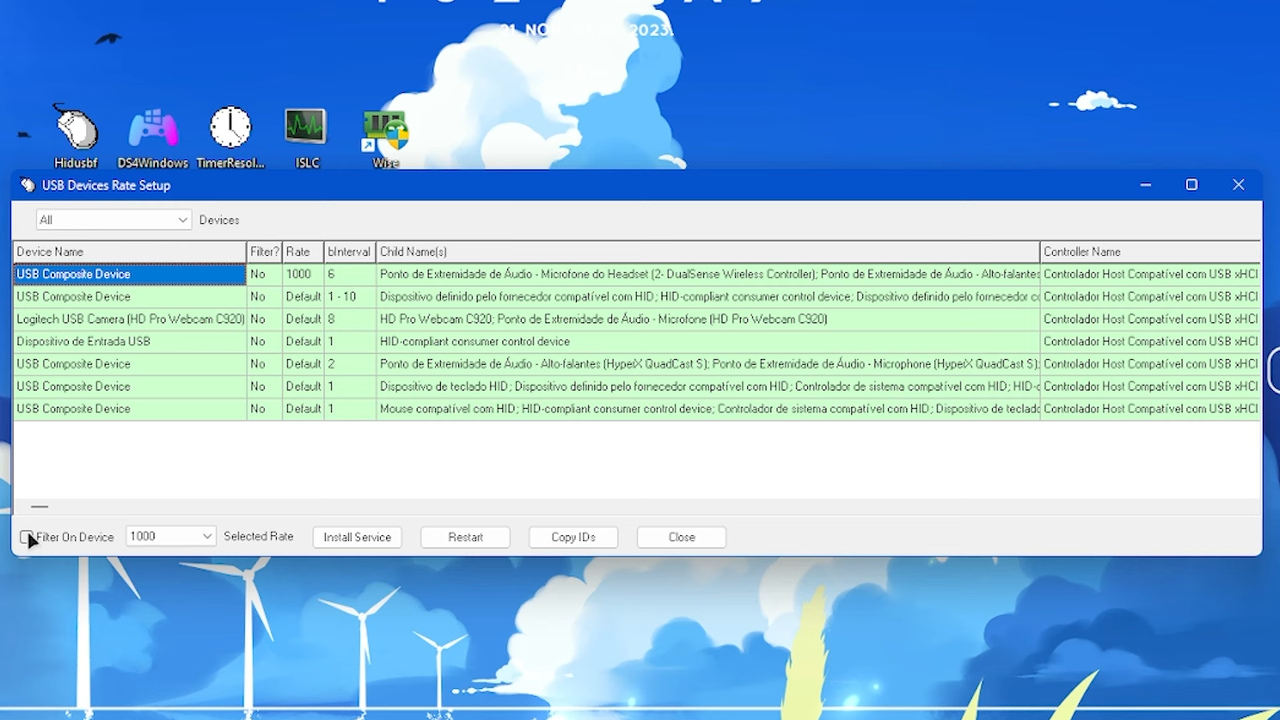 2023.
Hidusbf DS4Windows TimerResol... ISLC Wise
USB Devices Rate Setup
All Devices
Device Name Filter? Rate bInterval Child Name(s) Controller Name
USB Composite Device No 1000 6 Ponto de Extremidade de Áudio - Microfone do Headset (2- DualSense Wireless Controller); Ponto de Extremidade de Áudio - Alto-falantes Controlador Host Compatível com USB xHCI
USB Composite Device No Default 1 - 10 Dispositivo definido pelo fornecedor compatível com HID; HID-compliant consumer control device; Dispositivo definido pelo fornecedor Controlador Host Compatível com USB xHCI
Logitech USB Camera (HD Pro Webcam C920) No Default 8 HD Pro Webcam C920; Ponto de Extremidade de Áudio - Microfone (HD Pro Webcam C920) Controlador Host Compatível com USB xHCI
Dispositivo de Entrada USB No Default 1 HID-compliant consumer control device Controlador Host Compatível com USB xHCI
USB Composite Device No Default 2 Ponto de Extremidade de Áudio - Alto-falantes (HyperX QuadCast S); Ponto de Extremidade de Áudio - Microphone (HyperX QuadCast S); Controlador Host Compatível com USB xHCI
USB Composite Device No Default 1 Dispositivo de teclado HID; Dispositivo definido pelo fornecedor compatível com HID; Controlador de sistema compatível com HID; HID- Controlador Host Compatível com USB xHCI
USB Composite Device No Default 1 Mouse compatível com HID; HID-compliant consumer control device; Controlador de sistema compatível com HID; Dispositivo de teclado Controlador Host Compatível com USB xHCI
Filter On Device 1000 Selected Rate Install Service Restart Copy IDs Close